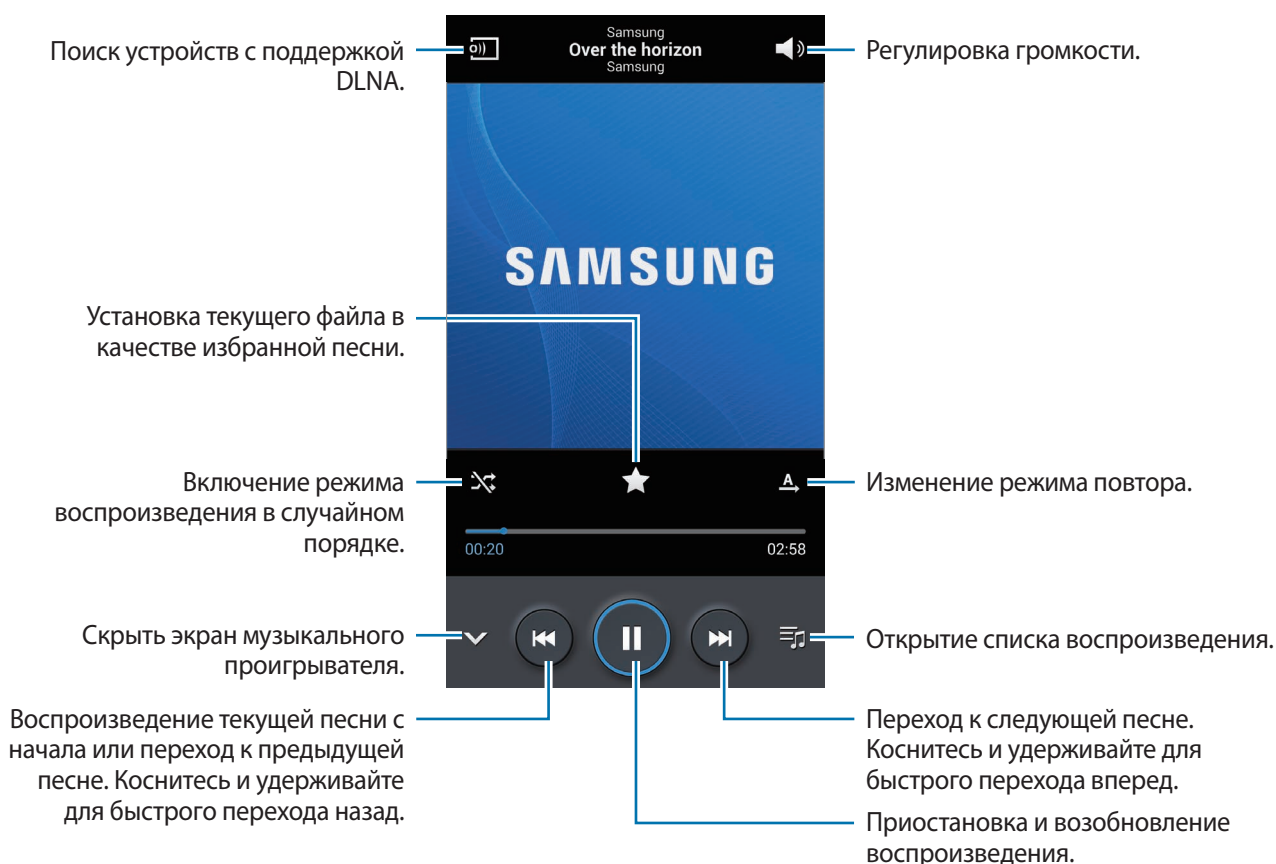 Поиск устройств с поддержкой
DLNA.
Samsung
Over the horizon
Samsung
Регулировка громкости.
SAMSUNG
Установка текущего файла в
качестве избранной песни.
Включение режима
воспроизведения в случайном
порядке.
A
Изменение режима повтора.
00:20
02:58
Скрыть экран музыкального
проигрывателя.
Открытие списка воспроизведения.
Воспроизведение текущей песни с
начала или переход к предыдущей
песне. Коснитесь и удерживайте
для быстрого перехода назад.
Переход к следующей песне.
Коснитесь и удерживайте для
быстрого перехода вперед.
Приостановка и возобновление
воспроизведения.